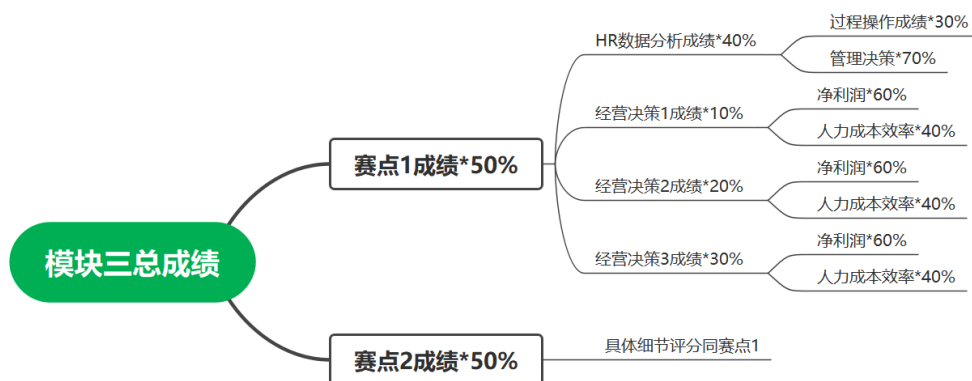 模块三总成绩
赛点1成绩*50%
HR数据分析成绩*40%
过程操作成绩*30%
管理决策*70%
经营决策1成绩*10%
净利润*60%
人力成本效率*40%
经营决策2成绩*20%
净利润*60%
人力成本效率*40%
经营决策3成绩*30%
净利润*60%
人力成本效率*40%
赛点2成绩*50%
具体细节评分同赛点1